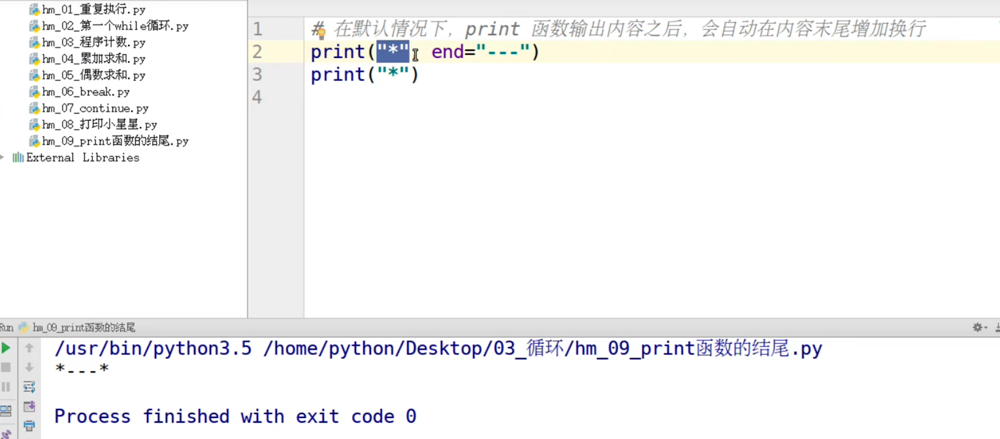 hm_01_重复执行.py
hm_02_第一个while循环.py
hm_03_程序计数.py
hm_04_累加求和.py
hm_05_偶数求和.py
hm_06_break.py
hm_07_continue.py
hm_08_打印小星星.py
hm_09_print函数的结尾.py
External Libraries
1 # 在默认情况下，print 函数输出内容之后，会自动在内容末尾增加换行
2 print("*", end="---")
3 print("*")
4
Run hm_09_print函数的结尾
/usr/bin/python3.5 /home/python/Desktop/03_循环/hm_09_print函数的结尾.py
*---*
Process finished with exit code 0